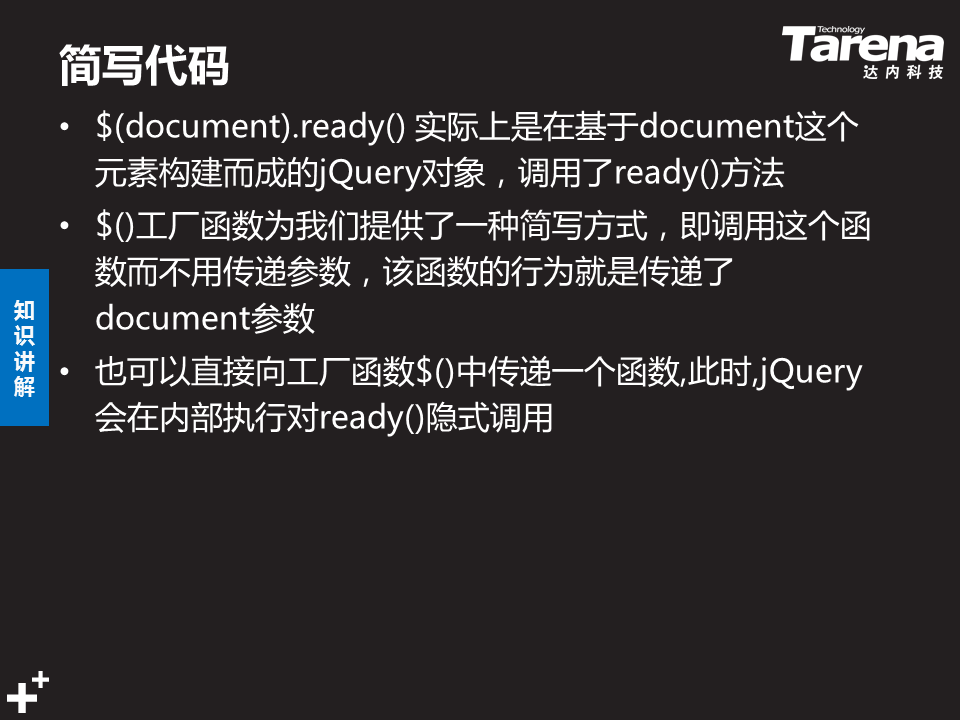 简写代码
Technology
Tarena
达内科技
• $(document).ready() 实际上是在基于document这个
元素构建而成的jQuery对象，调用了ready()方法
• $()工厂函数为我们提供了一种简写方式，即调用这个函
数而不用传递参数，该函数的行为就是传递了
document参数
• 也可以直接向工厂函数$()中传递一个函数,此时,jQuery
会在内部执行对ready()隐式调用
知
识
讲
解